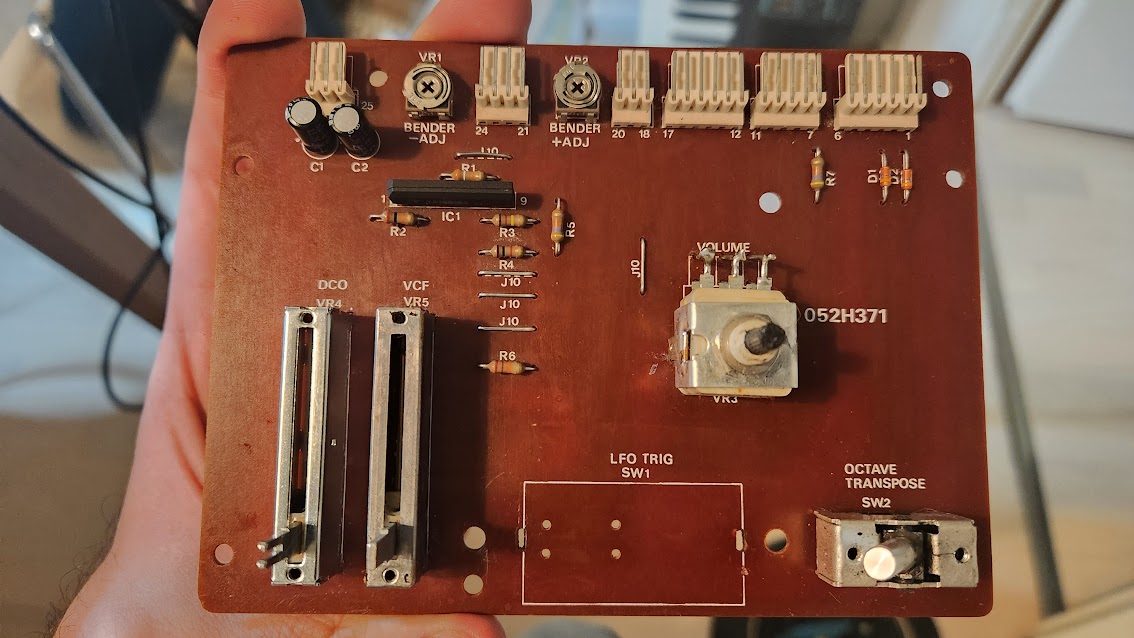 VR1
VR2
25
BENDER
−ADJ
24 21
BENDER
+ADJ
20 18
17 12
11 7
6 1
C1 C2
J10
R1
1 9
IC1
R2
R3
R5
R7
D1
R4
J10
J10
J10
J10
R6
VOLUME
052H371
VR3
DCO
VR4
VCF
VR5
LFO TRIG
SW1
OCTAVE
TRANSPOSE
SW2